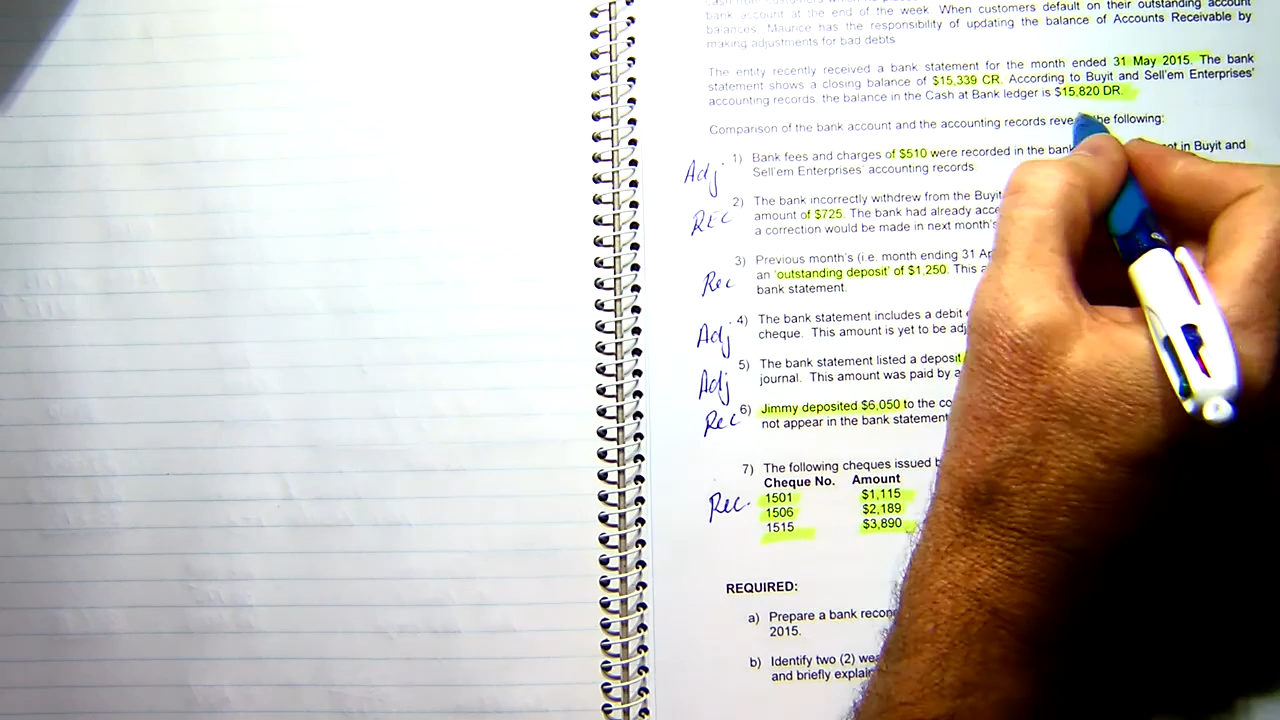 cash from customers which he places
bank account at the end of the week. When customers default on their outstanding account
balances, Maurice has the responsibility of updating the balance of Accounts Receivable by
making adjustments for bad debts
The entity recently received a bank statement for the month ended 31 May 2015. The bank
statement shows a closing balance of $15,339 CR. According to Buyit and Sell'em Enterprises'
accounting records, the balance in the Cash at Bank ledger is $15,820 DR.
Comparison of the bank account and the accounting records the following:
Adj 1) Bank fees and charges of $510 were recorded in the bank in Buyit and
Sell'em Enterprises' accounting records.
REC 2) The bank incorrectly withdrew from the Buyit
amount of $725. The bank had already
a correction would be made in next month's
Rec 3) Previous month's (i.e. month ending 31
an 'outstanding deposit' of $1,250. This
bank statement.
Adj 4) The bank statement includes a debit
cheque. This amount is yet to be
Adj 5) The bank statement listed a deposit
journal. This amount was paid by a
Rec 6) Jimmy deposited $6,050 to the
not appear in the bank statement
7) The following cheques issued
Cheque No. Amount
Rec. 1501 $1,115
1506 $2,189
1515 $3,890
REQUIRED:
a) Prepare a bank
2015.
b) Identify two (2)
and briefly